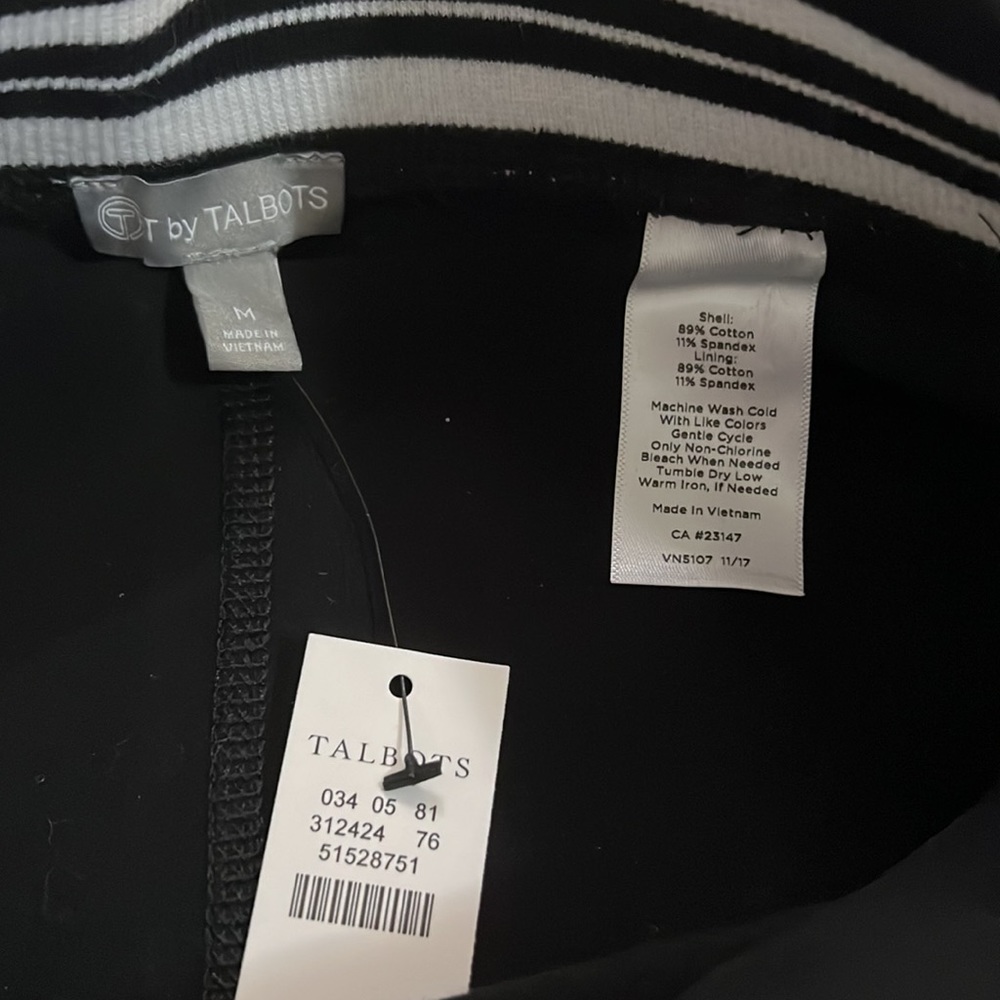 T T by TALBOTS
M
MADE IN
VIETNAM
Shell:
89% Cotton
11% Spandex
Lining:
89% Cotton
11% Spandex
Machine Wash Cold
With Like Colors
Gentle Cycle
Only Non-Chlorine
Bleach When Needed
Tumble Dry Low
Warm Iron, If Needed
Made In Vietnam
CA #23147
VN5107 11/17
TALBOTS
034 05 81
312424 76
51528751